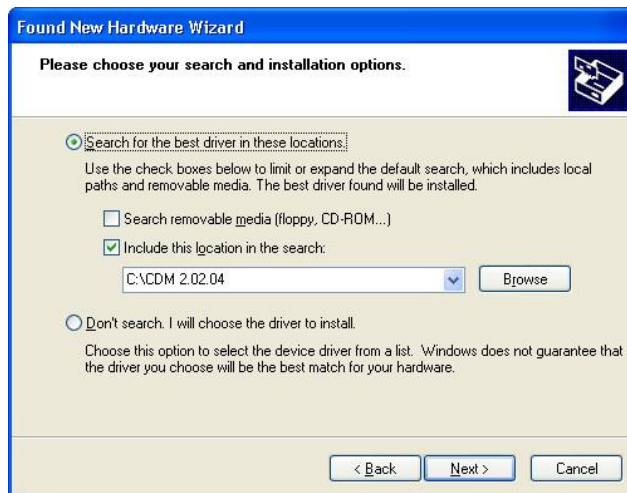 Found New Hardware Wizard
Please choose your search and installation options.
Search for the best driver in these locations.
Use the check boxes below to limit or expand the default search, which includes local
paths and removable media. The best driver found will be installed.
Search removable media (floppy, CD-ROM...)
Include this location in the search:
C:\CDM 2.02.04
Browse
Don't search. I will choose the driver to install.
Choose this option to select the device driver from a list. Windows does not guarantee that
the driver you choose will be the best match for your hardware.
< Back
Next >
Cancel